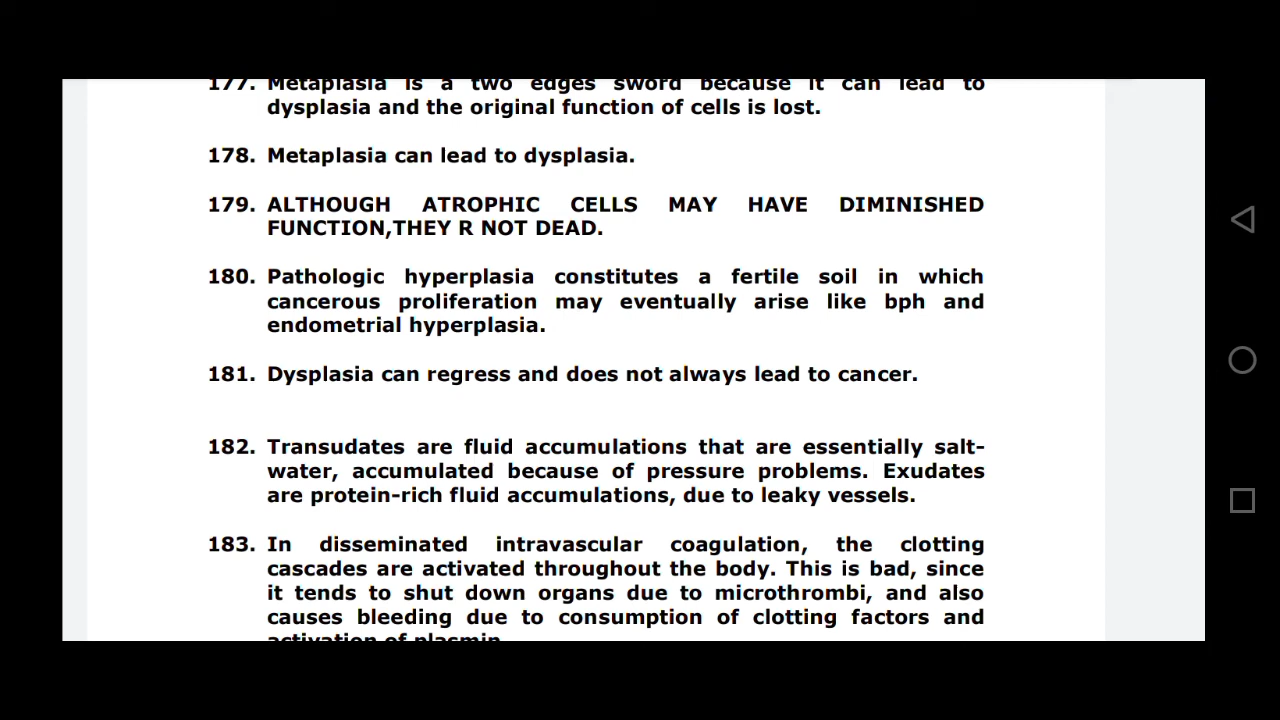 177. Metaplasia is a two edges sword because it can lead to
dysplasia and the original function of cells is lost.
178. Metaplasia can lead to dysplasia.
179. ALTHOUGH ATROPHIC CELLS MAY HAVE DIMINISHED
FUNCTION,THEY R NOT DEAD.
180. Pathologic hyperplasia constitutes a fertile soil in which
cancerous proliferation may eventually arise like bph and
endometrial hyperplasia.
181. Dysplasia can regress and does not always lead to cancer.
182. Transudates are fluid accumulations that are essentially salt-
water, accumulated because of pressure problems. Exudates
are protein-rich fluid accumulations, due to leaky vessels.
183. In disseminated intravascular coagulation, the clotting
cascades are activated throughout the body. This is bad, since
it tends to shut down organs due to microthrombi, and also
causes bleeding due to consumption of clotting factors and
activation of plasmin.